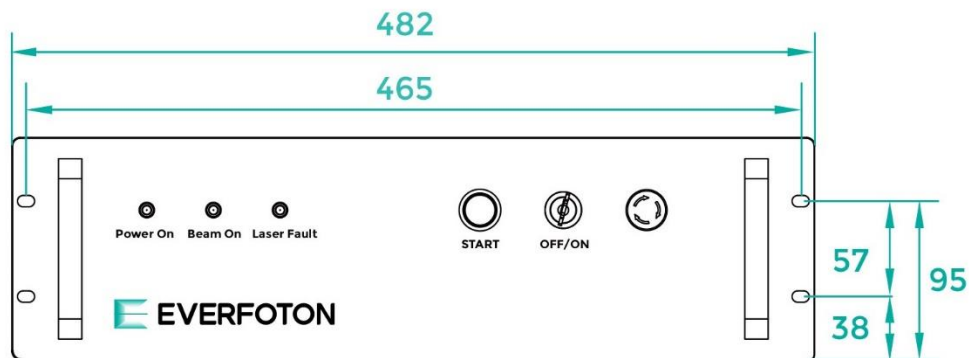 482
465
Power On Beam On Laser Fault
START OFF/ON
57
95
38
EVERFOTON